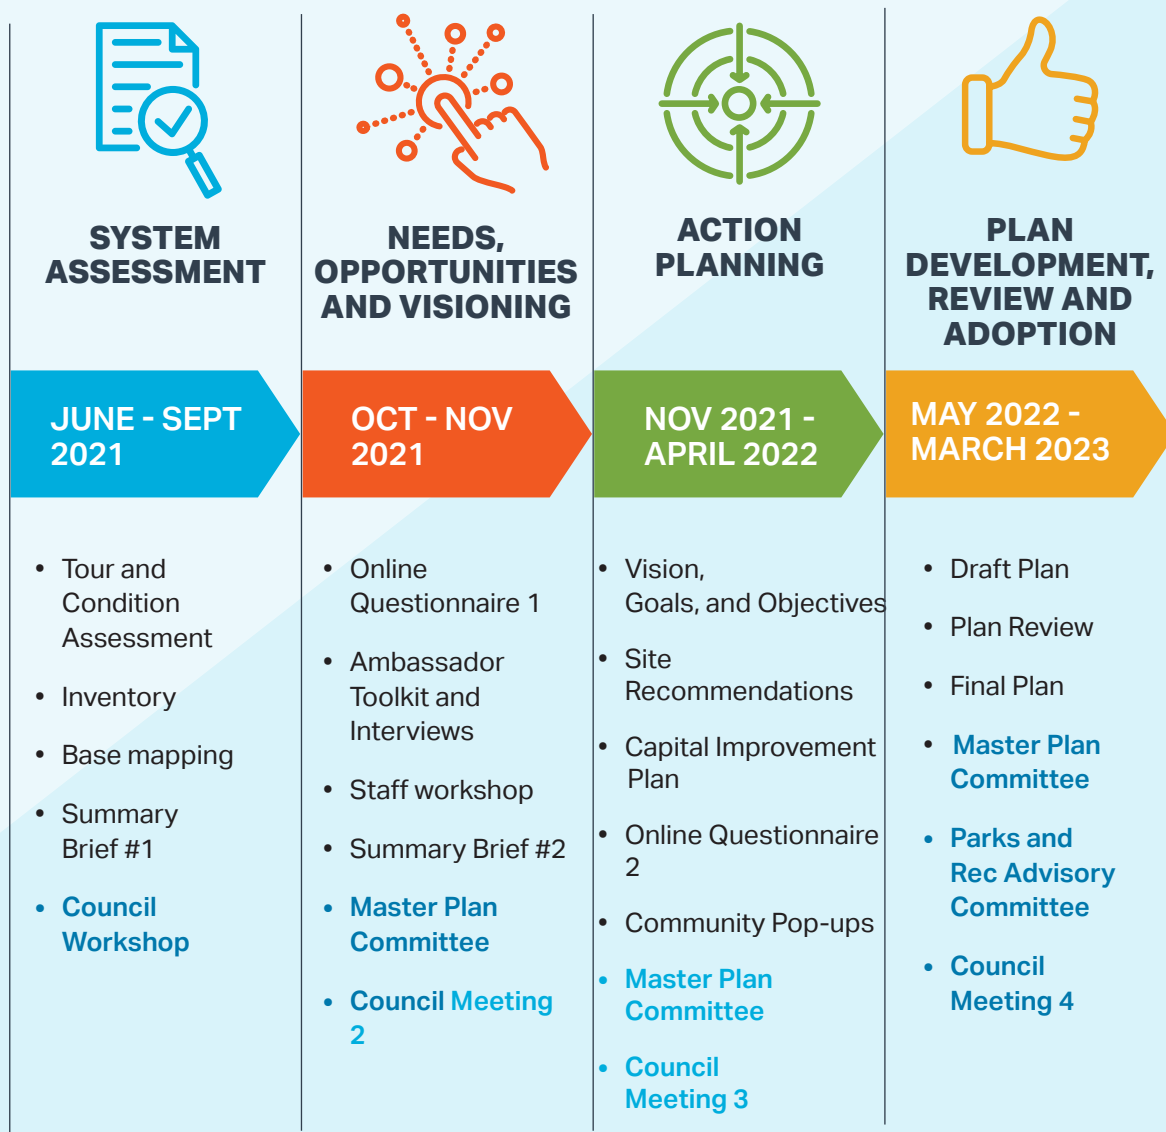 SYSTEM
ASSESSMENT
JUNE - SEPT
2021
• Tour and
Condition
Assessment
• Inventory
• Base mapping
• Summary
Brief #1
• Council
Workshop
NEEDS,
OPPORTUNITIES
AND VISIONING
OCT - NOV
2021
• Online
Questionnaire 1
• Ambassador
Toolkit and
Interviews
• Staff workshop
• Summary Brief #2
• Master Plan
Committee
• Council Meeting
2
ACTION
PLANNING
NOV 2021 -
APRIL 2022
• Vision,
Goals, and Objectives
• Site
Recommendations
• Capital Improvement
Plan
• Online Questionnaire
2
• Community Pop-ups
• Master Plan
Committee
• Council
Meeting 3
PLAN
DEVELOPMENT,
REVIEW AND
ADOPTION
MAY 2022 -
MARCH 2023
• Draft Plan
• Plan Review
• Final Plan
• Master Plan
Committee
• Parks and
Rec Advisory
Committee
• Council
Meeting 4